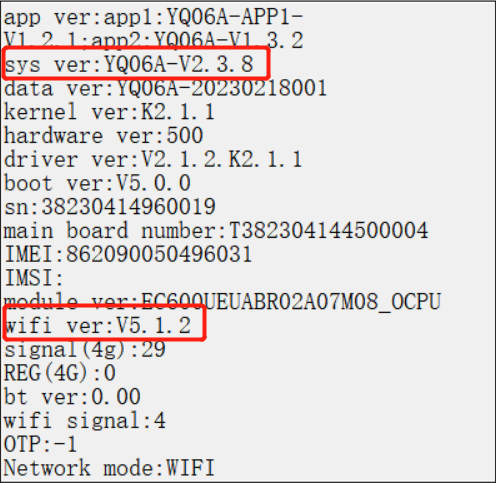 app ver:app1:YQ06A-APP1-
V1.2.1;app2:YQ06A-V1.3.2
sys ver:YQ06A-V2.3.8
data ver:YQ06A-20230218001
kernel ver:K2.1.1
hardware ver:500
driver ver:V2.1.2.K2.1.1
boot ver:V5.0.0
sn:38230414960019
main board number:T382304144500004
IMEI:862090050496031
IMSI:
module ver:EC600UEUABR02A07M08_OCPU
wifi ver:V5.1.2
signal(4g):29
REG(4G):0
bt ver:0.00
wifi signal:4
OTP:-1
Network mode:WIFI